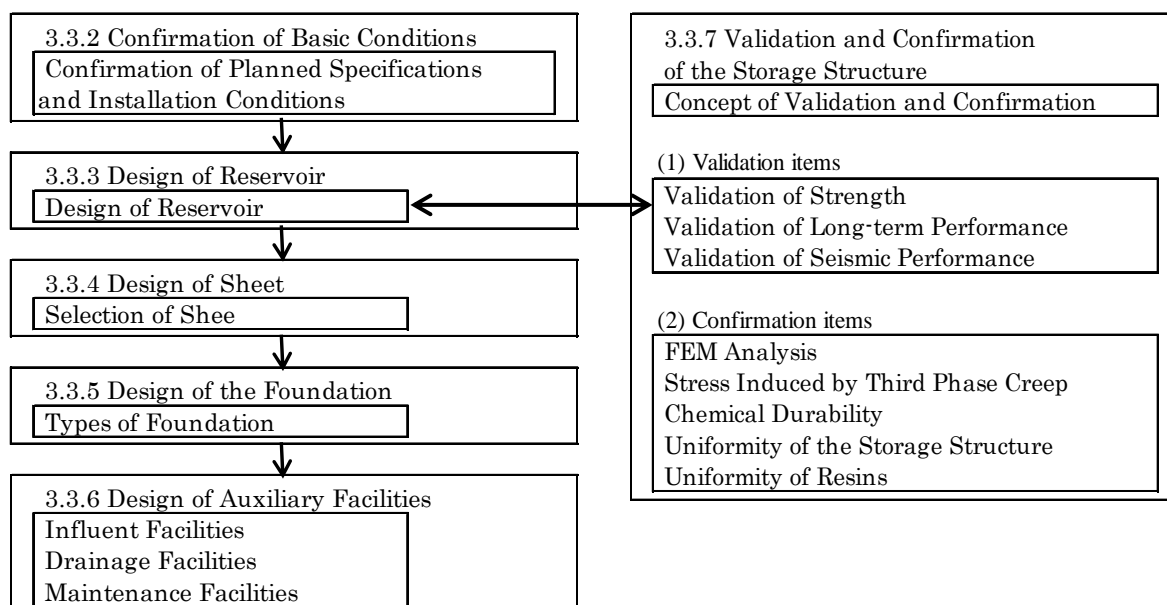 3.3.2 Confirmation of Basic Conditions
Confirmation of Planned Specifications
and Installation Conditions
3.3.3 Design of Reservoir
Design of Reservoir
3.3.4 Design of Sheet
Selection of Shee
3.3.5 Design of the Foundation
Types of Foundation
3.3.6 Design of Auxiliary Facilities
Influent Facilities
Drainage Facilities
Maintenance Facilities
3.3.7 Validation and Confirmation
of the Storage Structure
Concept of Validation and Confirmation
(1) Validation items
Validation of Strength
Validation of Long-term Performance
Validation of Seismic Performance
(2) Confirmation items
FEM Analysis
Stress Induced by Third Phase Creep
Chemical Durability
Uniformity of the Storage Structure
Uniformity of Resins